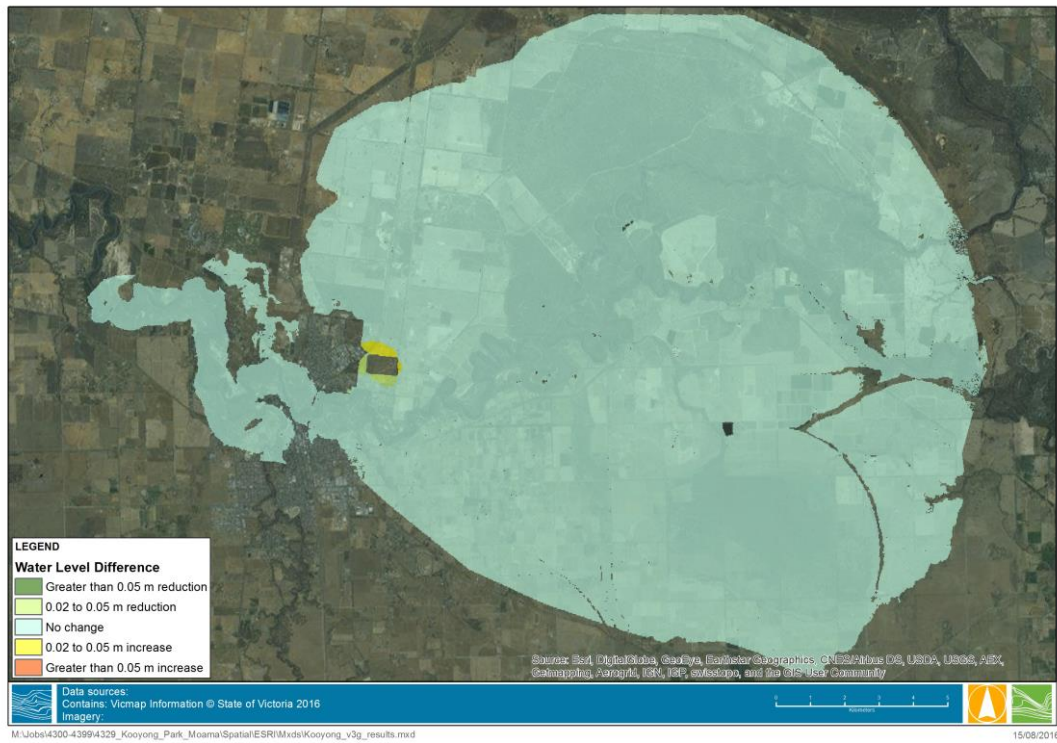 LEGEND
Water Level Difference
Greater than 0.05 m reduction
0.02 to 0.05 m reduction
No change
0.02 to 0.05 m increase
Greater than 0.05 m increase
Source: Esri, DigitalGlobe, GeoEye, Earthstar Geographics, CNES/Airbus DS, USDA, USGS, AEX,
Getmapping, Aerogrid, IGN, IGP, swisstopo, and the GIS User Community
Data sources:
Contains: Vicmap Information © State of Victoria 2016
Imagery:
0 1 2 3 4 5
Kilometers
M:\Jobs\4300-4399\4329_Kooyong_Park_Moama\Spatial\ESRI\Mxds\Kooyong_v3g_results.mxd
15/08/2016